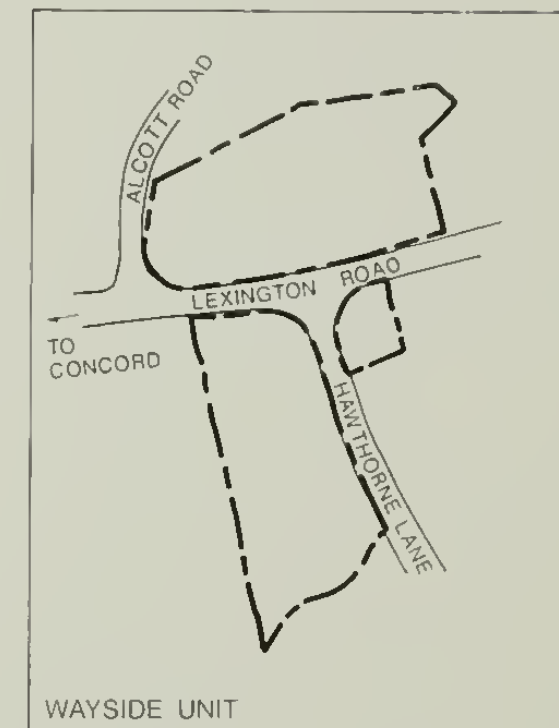 ALCOTT ROAD
LEXINGTON ROAD
TO
CONCORD
HAWTHORNE LANE
WAYSIDE UNIT